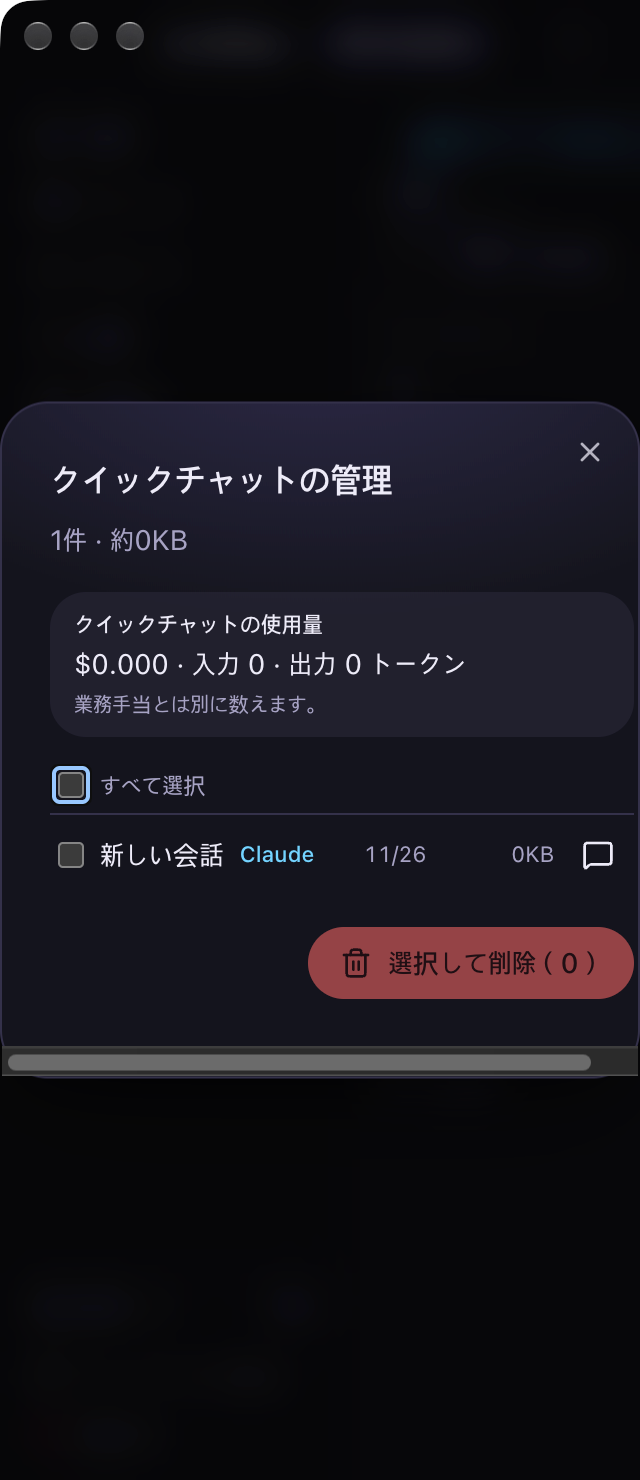 クイックチャットの管理
1件 · 約0KB
クイックチャットの使用量
$0.000 · 入力 0 · 出力 0 トークン
業務手当とは別に数えます。
すべて選択
新しい会話 Claude 11/26 0KB
選択して削除 ( 0 )